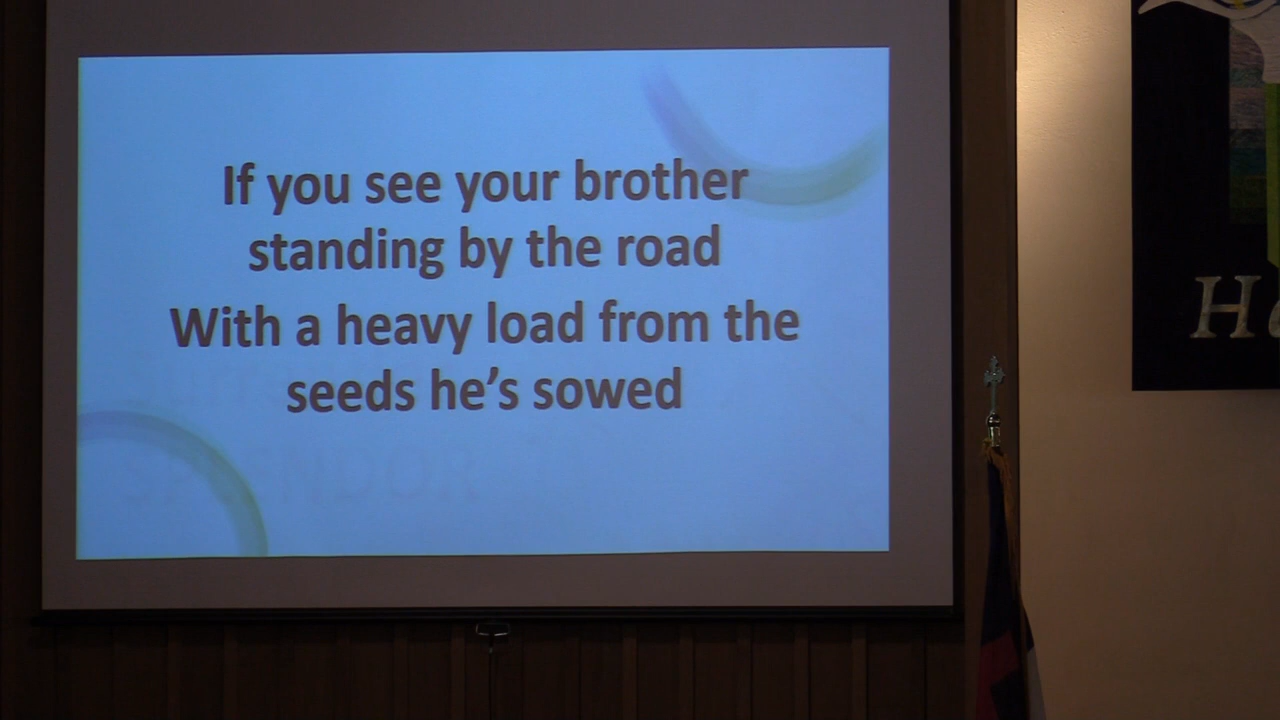 If you see your brother
standing by the road
With a heavy load from the
seeds he’s sowed
H